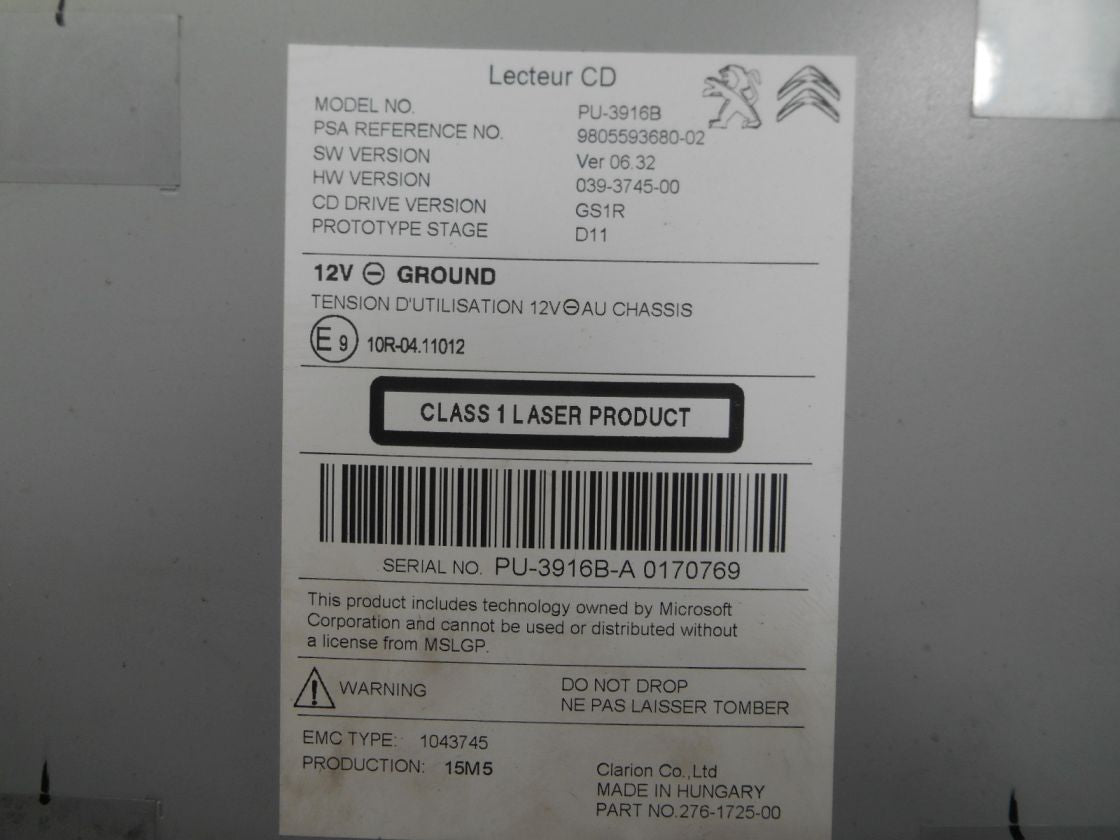 Lecteur CD
MODEL NO. PU-3916B
PSA REFERENCE NO. 9805593680-02
SW VERSION Ver 06.32
HW VERSION 039-3745-00
CD DRIVE VERSION GS1R
PROTOTYPE STAGE D11
12V ⊖ GROUND
TENSION D'UTILISATION 12V⊖AU CHASSIS
E9 10R-04.11012
CLASS 1 LASER PRODUCT
SERIAL NO. PU-3916B-A 0170769
This product includes technology owned by Microsoft
Corporation and cannot be used or distributed without
a license from MSLGP.
! WARNING DO NOT DROP
NE PAS LAISSER TOMBER
EMC TYPE: 1043745
PRODUCTION: 15M5
Clarion Co.,Ltd
MADE IN HUNGARY
PART NO.276-1725-00